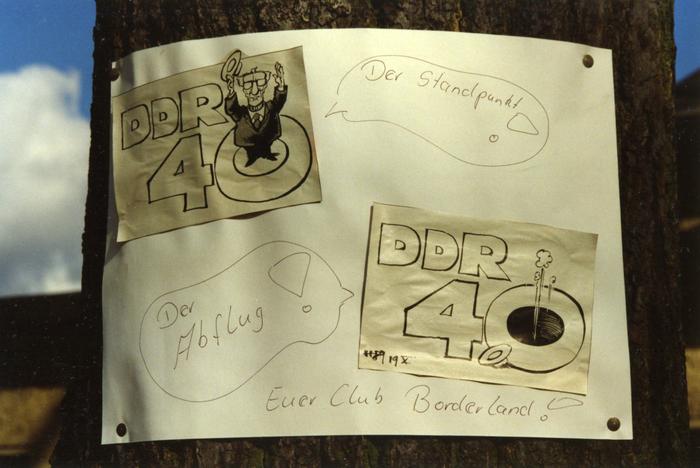 DDR
40
Der Standpunkt
DDR
40
Der
Abflug
Euer Club Borderland!